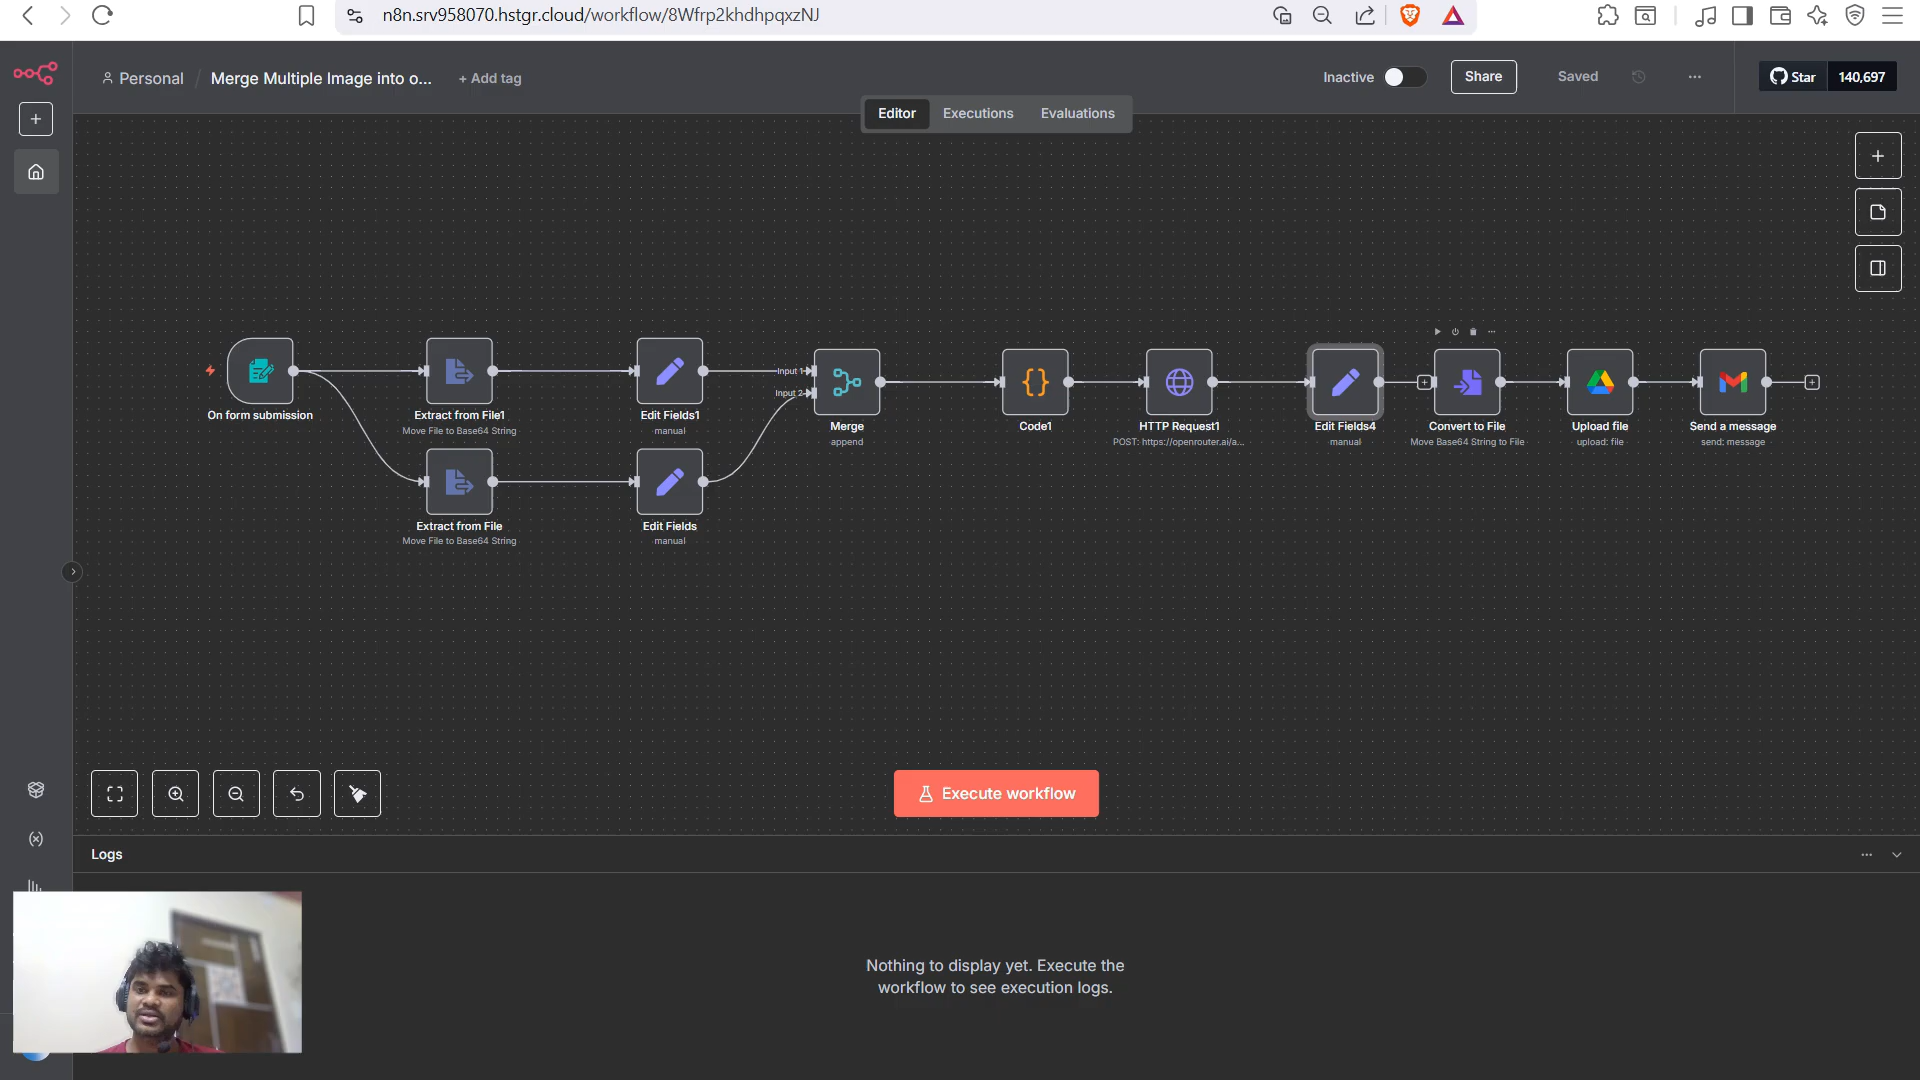 n8n.srv958070.hstgr.cloud/workflow/8Wfrp2khdhpqxzNJ
Personal / Merge Multiple Image into o... + Add tag
Inactive Share Saved ... Star 140,697
Editor Executions Evaluations
On form submission
Extract from File1
Move File to Base64 String
Edit Fields1
manual
Extract from File
Move File to Base64 String
Edit Fields
manual
Input 1
Input 2
Merge
append
Code1
HTTP Request1
POST: https://openrouter.ai/a...
Edit Fields4
manual
Convert to File
Move Base64 String to File
Upload file
upload: file
Send a message
send: message
Execute workflow
Logs
Nothing to display yet. Execute the
workflow to see execution logs.